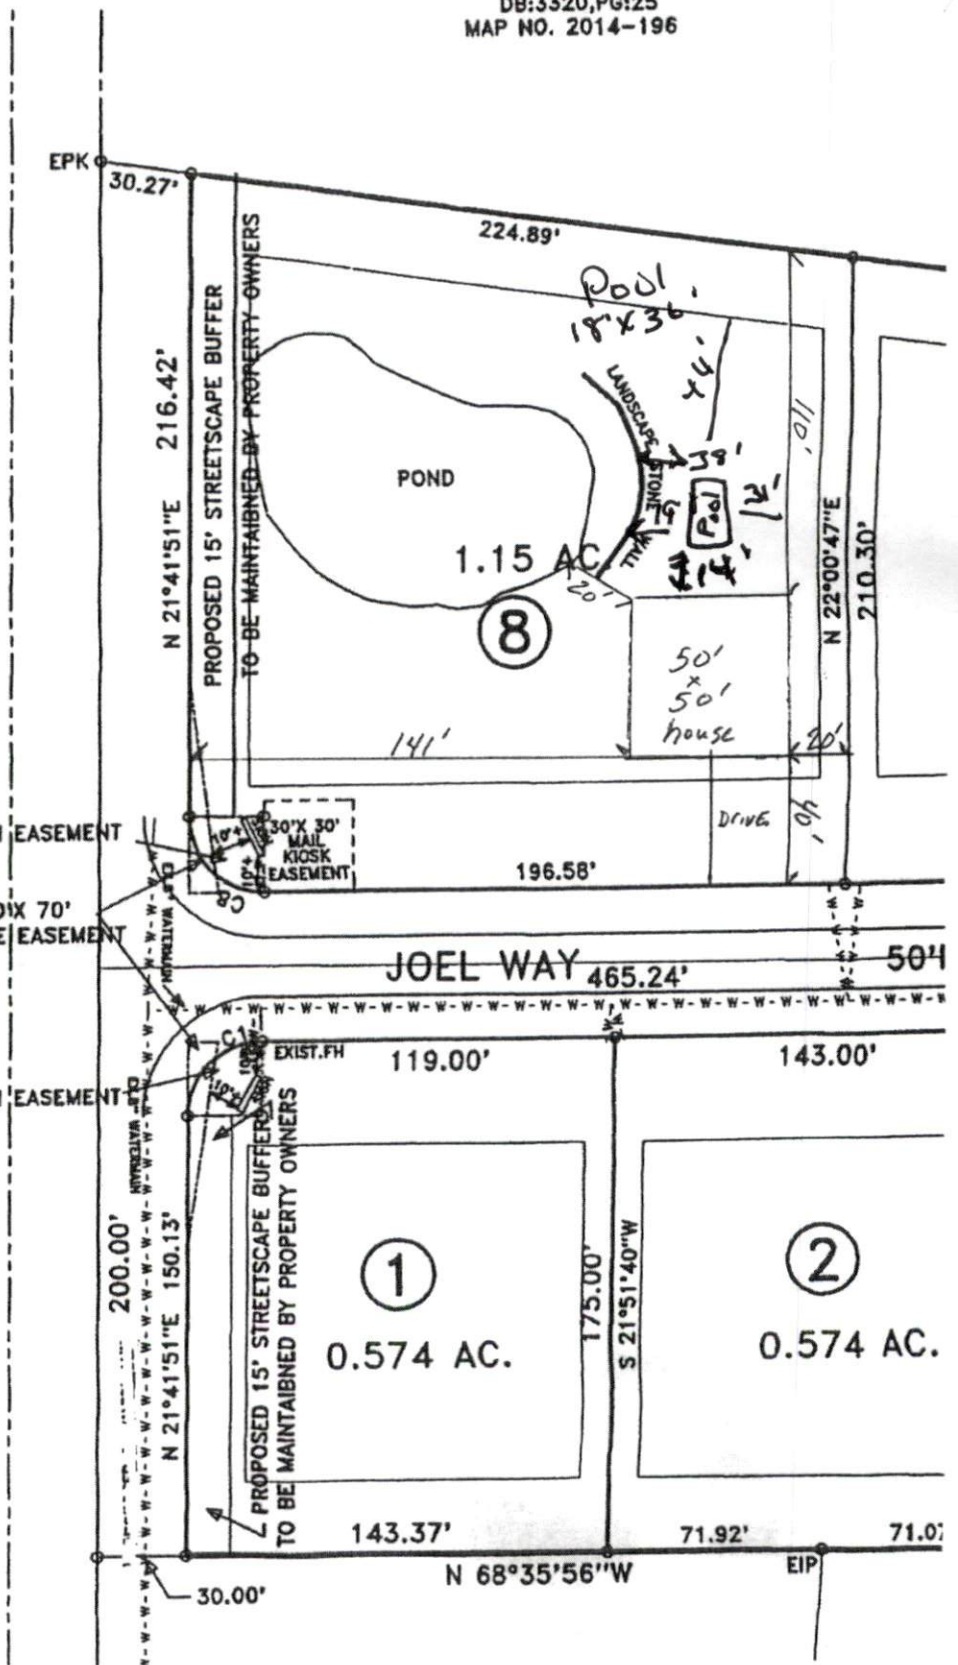 DB:3320,PG:25
MAP NO. 2014-196
EPK
30.27'
224.89'
Pool
18'X36'
N 21°41'51"E 216.42'
PROPOSED 15' STREETSCAPE BUFFER
TO BE MAINTAIBNED BY PROPERTY OWNERS
LANDSCAPE STONE WALL
110'
POND
Pool
14'
1.15 AC
20'
8
N 22°00'47"E
210.30'
50'
x
50'
house
141'
20'
EASEMENT
10'+
10'+
30'X 30'
MAIL
KIOSK
EASEMENT
DRIVE
40'
196.58'
C8
X 70'
EASEMENT
WATERMAIN
JOEL WAY
465.24'
50'
W-W-W-W-W-W-W-W-W-W-W-W-W-W-W
C1
EXIST.FH
119.00'
143.00'
EASEMENT
10'+
WATERMAIN
200.00'
N 21°41'51"E 150.13'
PROPOSED 15' STREETSCAPE BUFFER
TO BE MAINTAIBNED BY PROPERTY OWNERS
1
0.574 AC.
175.00'
S 21°51'40"W
2
0.574 AC.
143.37'
71.92'
71.07
N 68°35'56"W
EIP
30.00'